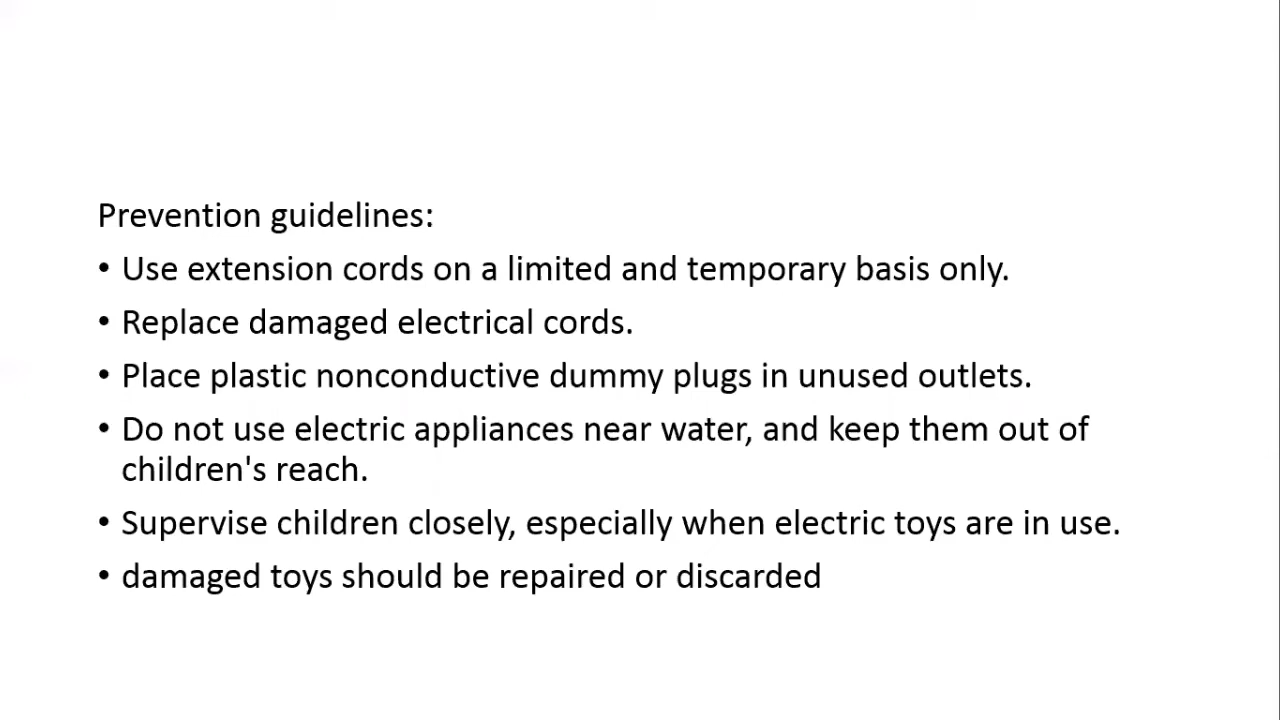 Prevention guidelines:
• Use extension cords on a limited and temporary basis only.
• Replace damaged electrical cords.
• Place plastic nonconductive dummy plugs in unused outlets.
• Do not use electric appliances near water, and keep them out of
children's reach.
• Supervise children closely, especially when electric toys are in use.
• damaged toys should be repaired or discarded